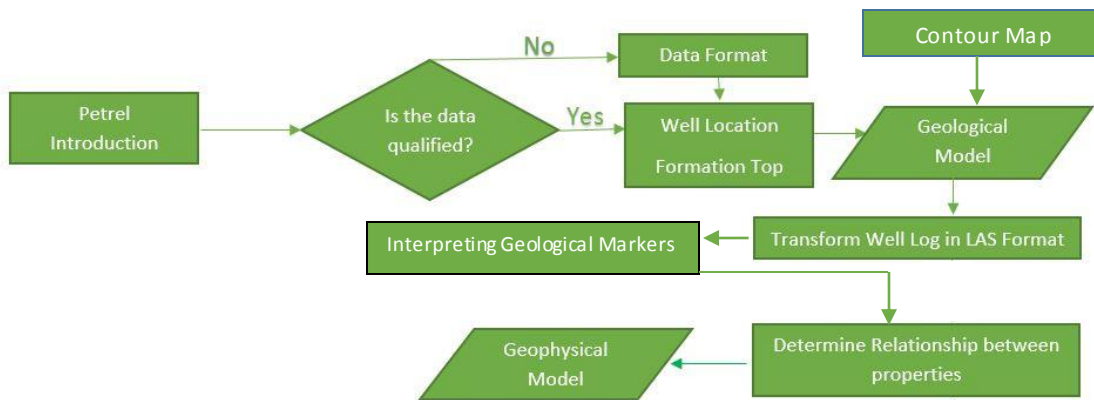 Petrel
Introduction
Is the data
qualified?
No
Yes
Data Format
Well Location
Formation Top
Contour Map
Geological
Model
Transform Well Log in LAS Format
Interpreting Geological Markers
Determine Relationship between
properties
Geophysical
Model